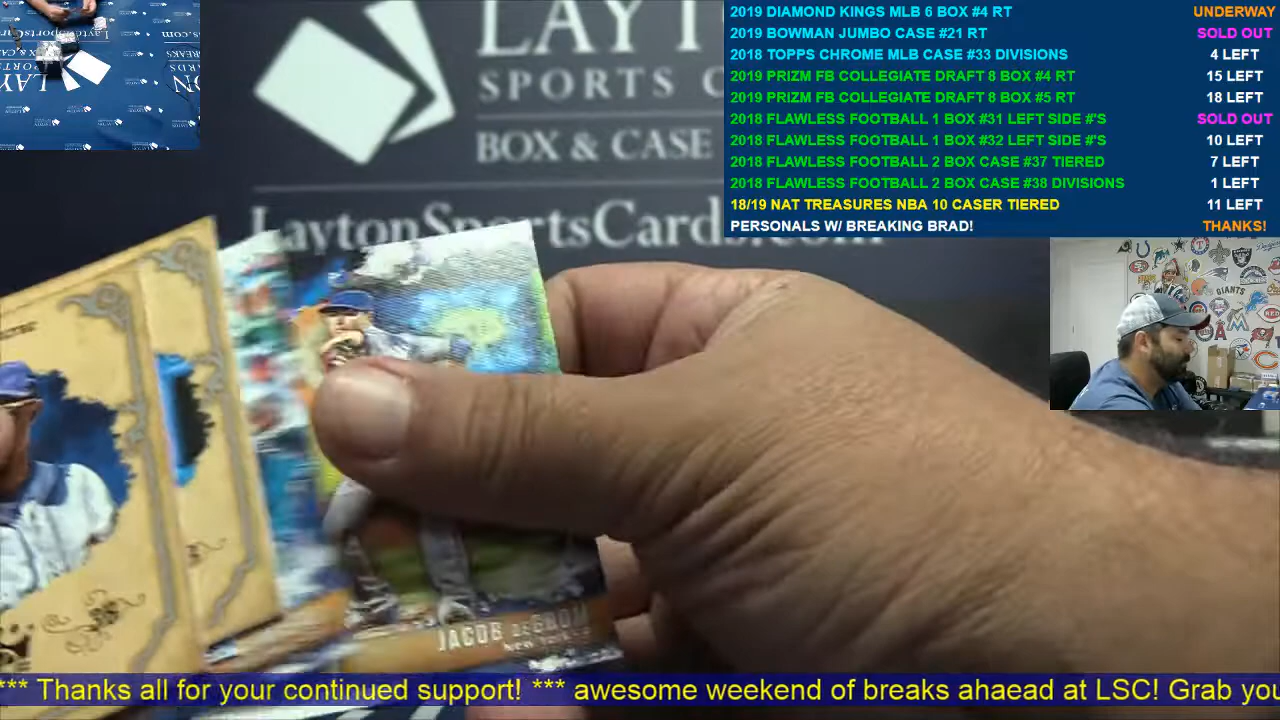 2019 DIAMOND KINGS MLB 6 BOX #4 RT UNDERWAY
2019 BOWMAN JUMBO CASE #21 RT SOLD OUT
2018 TOPPS CHROME MLB CASE #33 DIVISIONS 4 LEFT
2019 PRIZM FB COLLEGIATE DRAFT 8 BOX #4 RT 15 LEFT
2019 PRIZM FB COLLEGIATE DRAFT 8 BOX #5 RT 18 LEFT
2018 FLAWLESS FOOTBALL 1 BOX #31 LEFT SIDE #'S SOLD OUT
2018 FLAWLESS FOOTBALL 1 BOX #32 LEFT SIDE #'S 10 LEFT
2018 FLAWLESS FOOTBALL 2 BOX CASE #37 TIERED 7 LEFT
2018 FLAWLESS FOOTBALL 2 BOX CASE #38 DIVISIONS 1 LEFT
18/19 NAT TREASURES NBA 10 CASER TIERED 11 LEFT
PERSONALS W/ BREAKING BRAD! THANKS!
LAYT
SPORTS C
BOX & CASE
LaytonSportsCards.com
GIANTS
JACOB DEGROM
NEW YORK
*** Thanks all for your continued support! *** awesome weekend of breaks ahaead at LSC! Grab you